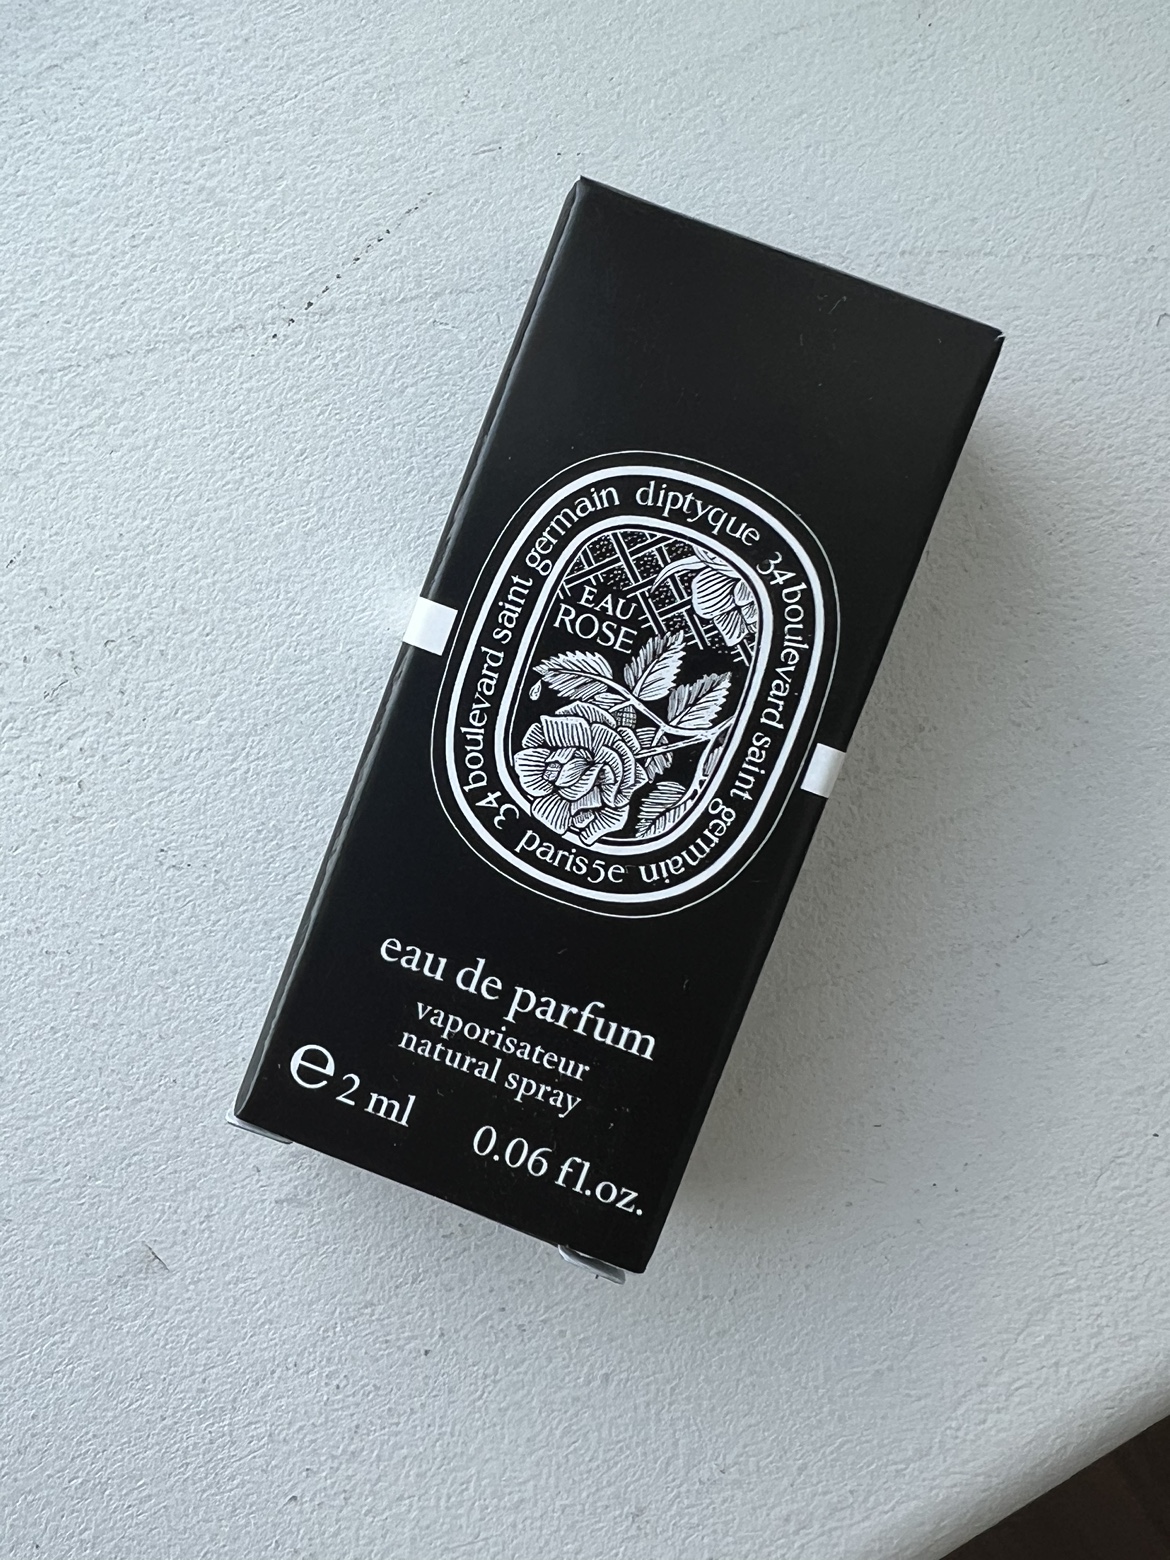 diptyque 34 boulevard saint germain paris 5e 34 boulevard saint germain
EAU
ROSE
eau de parfum
vaporisateur
natural spray
e 2 ml 0.06 fl.oz.